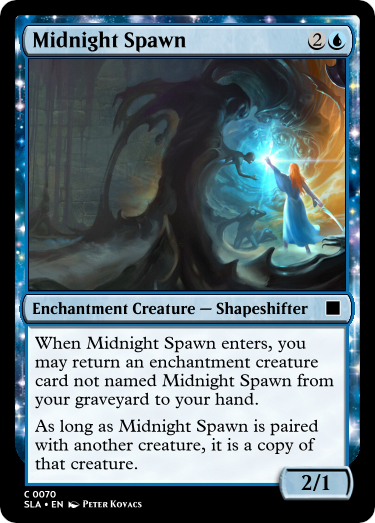 Midnight Spawn 2
Enchantment Creature — Shapeshifter
When Midnight Spawn enters, you
may return an enchantment creature
card not named Midnight Spawn from
your graveyard to your hand.
As long as Midnight Spawn is paired
with another creature, it is a copy of
that creature.
2/1
C 0070
SLA • EN Peter Kovacs